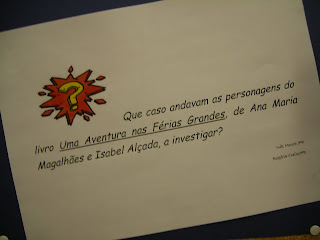 ?
Que caso andavam as personagens do
livro Uma Aventura nas Férias Grandes, de Ana Maria
Magalhães e Isabel Alçada, a investigar?